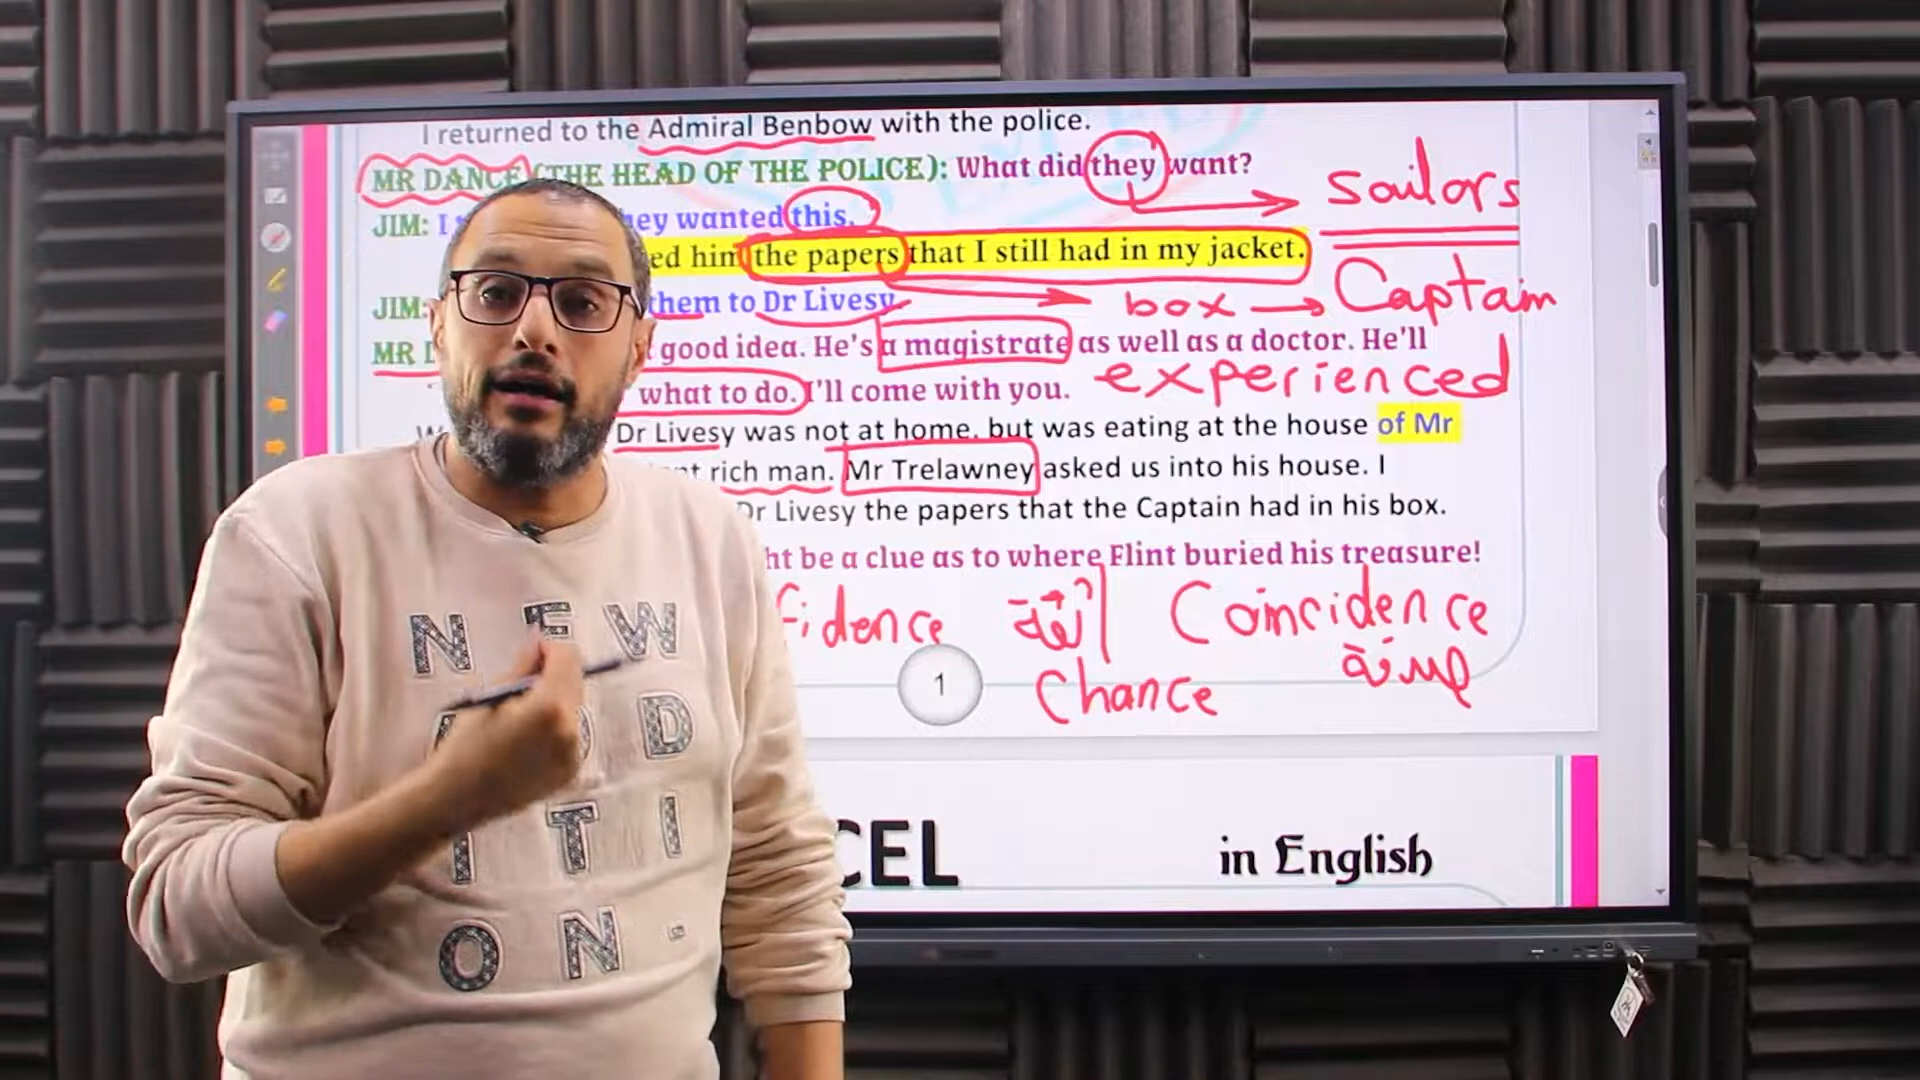 I returned to the Admiral Benbow with the police.
MR DANCE (THE HEAD OF THE POLICE): What did they want?
sailors
JIM: I they wanted this.
ed him the papers that I still had in my jacket.
JIM: them to Dr Livesy.
box → Captain
MR D good idea. He's a magistrate as well as a doctor. He'll
what to do. I'll come with you.
experienced
Dr Livesy was not at home, but was eating at the house of Mr
rich man. Mr Trelawney asked us into his house. I
Dr Livesy the papers that the Captain had in his box.
ht be a clue as to where Flint buried his treasure!
fidence
Coincidence
صدفة
Chance
1
CEL
in English
NEW
D
ITI
ON.